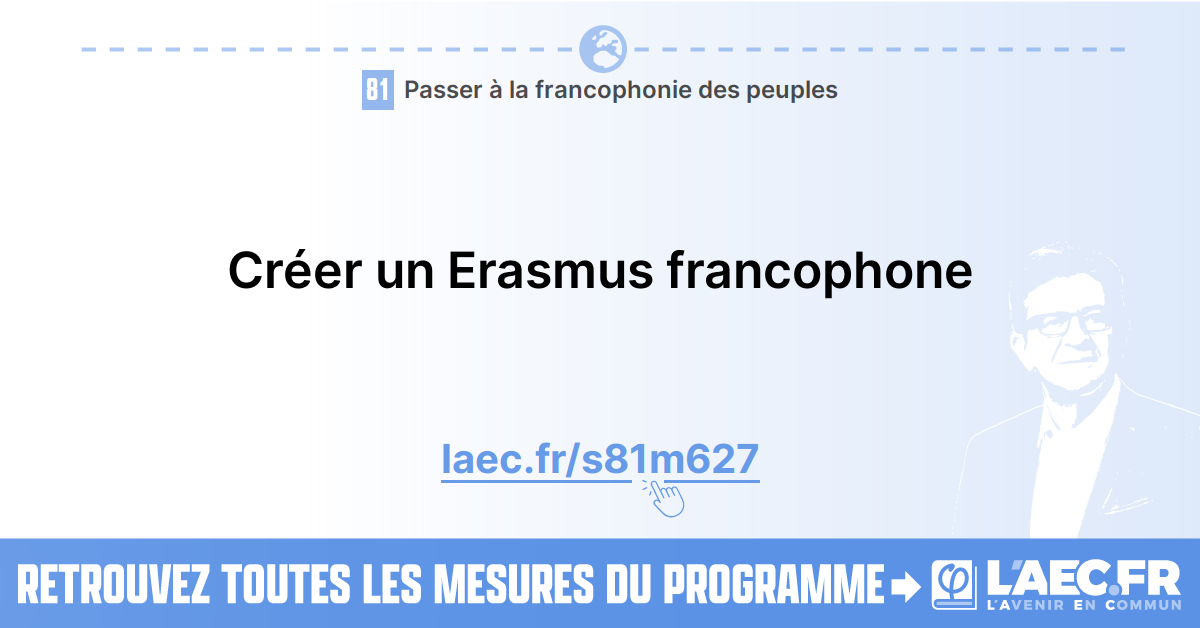 81 Passer à la francophonie des peuples
Créer un Erasmus francophone
laec.fr/s81m627
RETROUVEZ TOUTES LES MESURES DU PROGRAMME
φ L'AEC.FR
L'AVENIR EN COMMUN